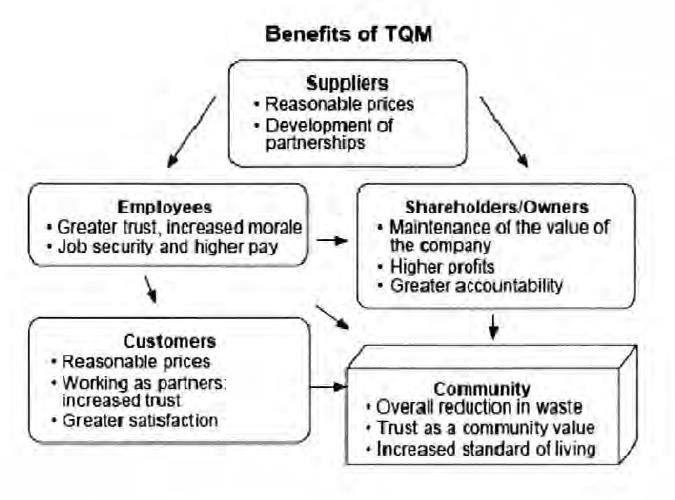 Benefits of TQM
Suppliers
• Reasonable prices
• Development of
partnerships
Employees
• Greater trust, increased morale
• Job security and higher pay
Shareholders/Owners
• Maintenance of the value of
the company
• Higher profits
• Greater accountability
Customers
• Reasonable prices
• Working as partners:
increased trust
• Greater satisfaction
Community
• Overall reduction in waste
• Trust as a community value
• Increased standard of living